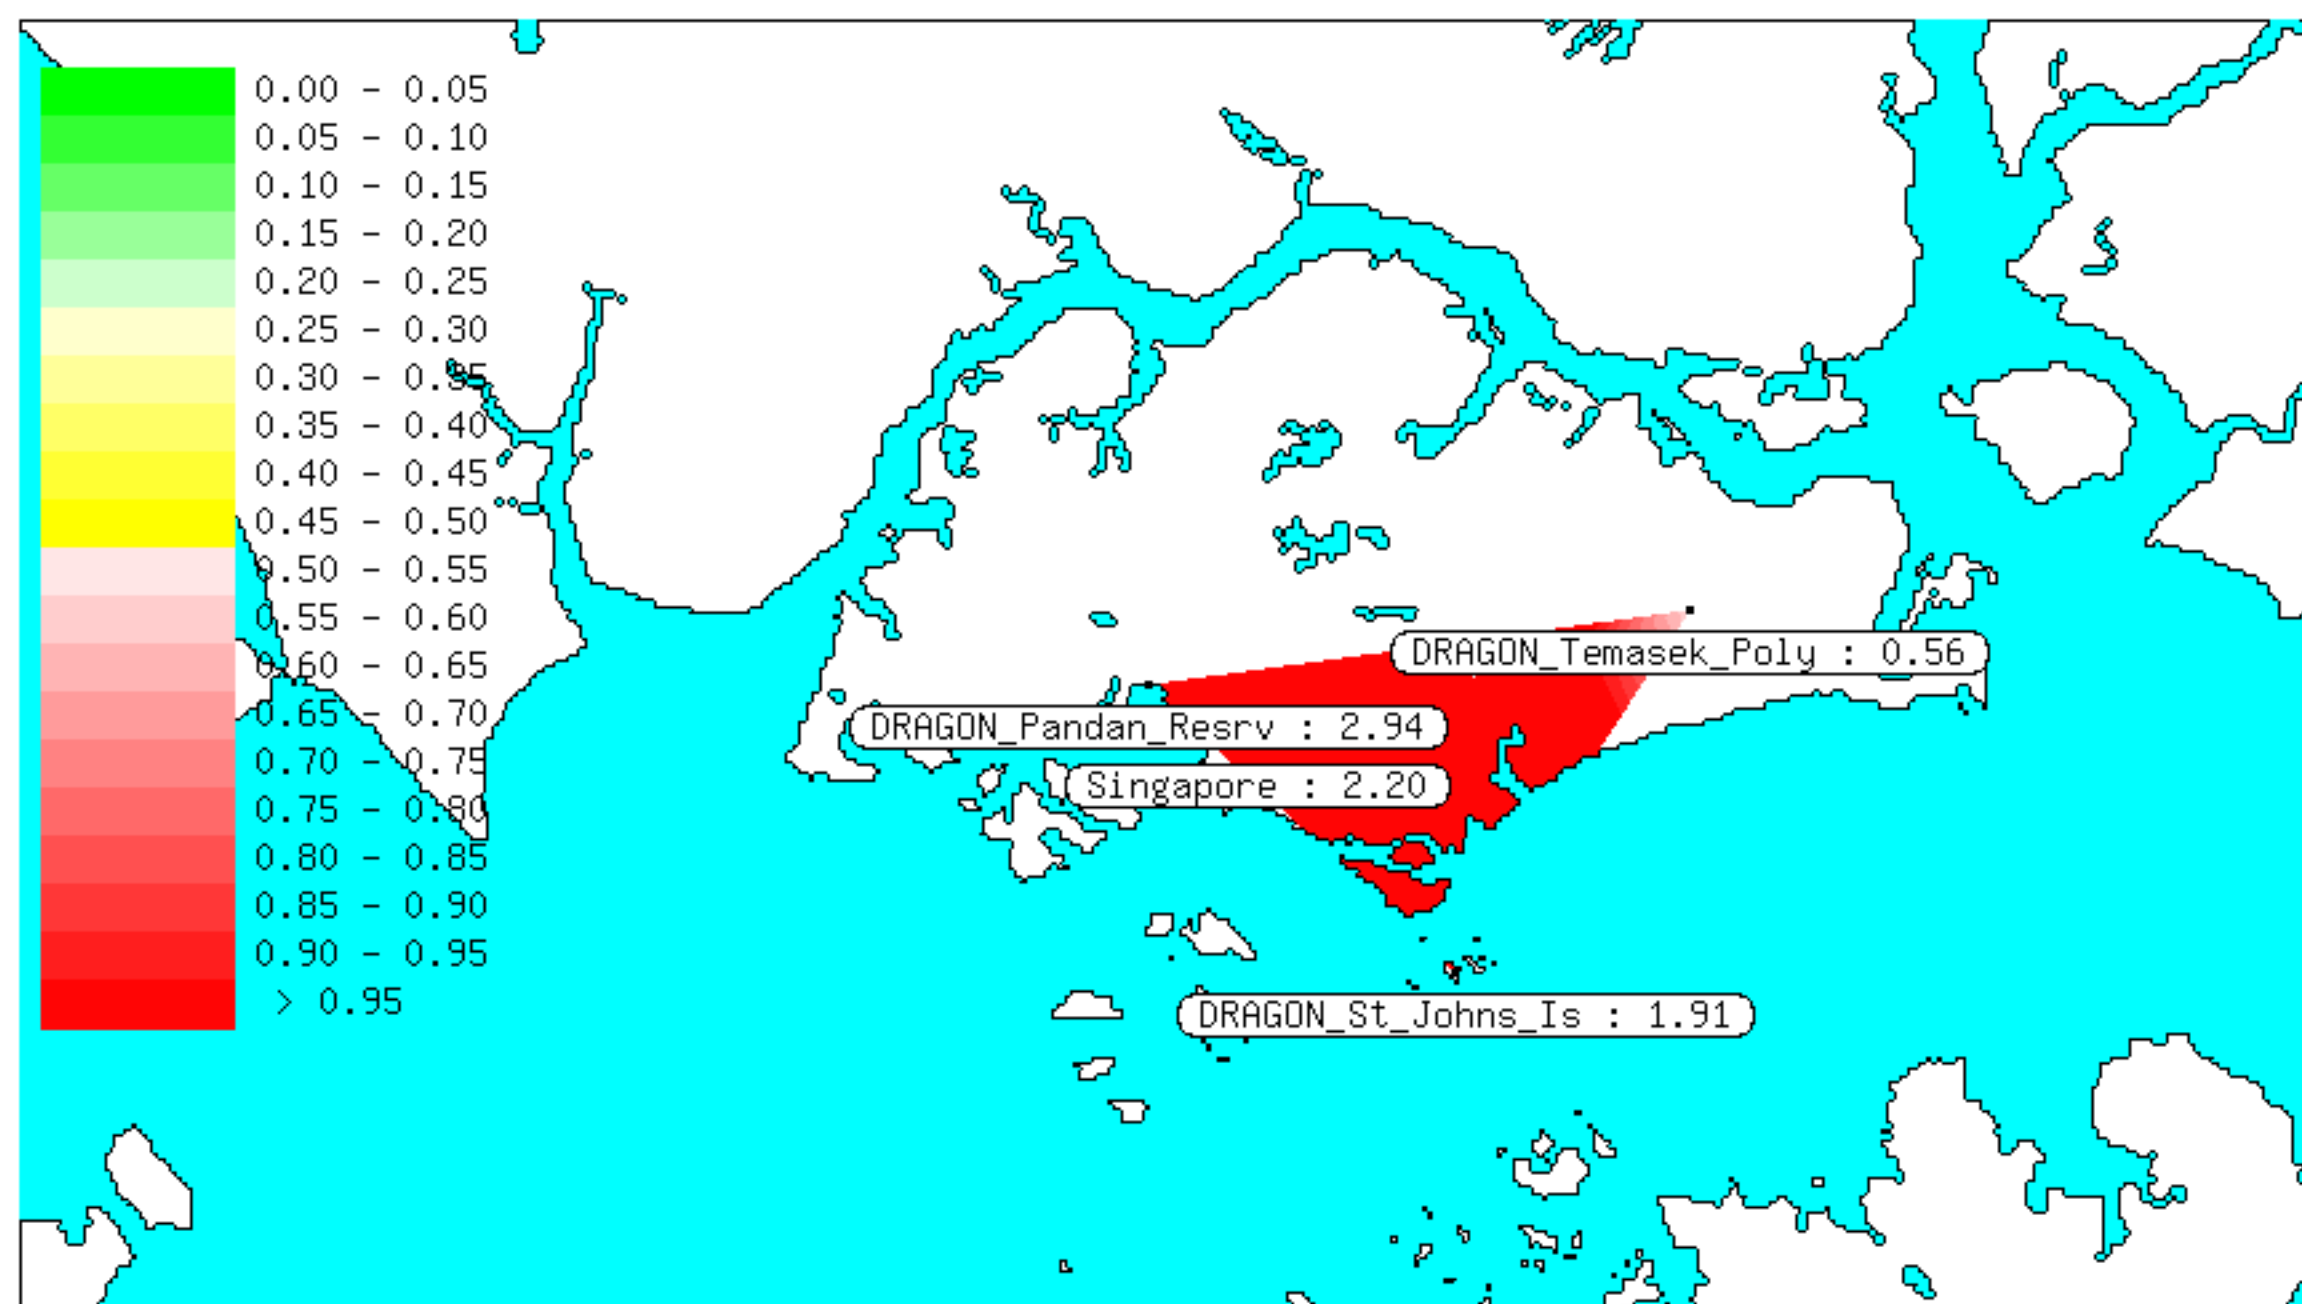 0.00 - 0.05
0.05 - 0.10
0.10 - 0.15
0.15 - 0.20
0.20 - 0.25
0.25 - 0.30
0.30 - 0.35
0.35 - 0.40
0.40 - 0.45
0.45 - 0.50
0.50 - 0.55
0.55 - 0.60
0.60 - 0.65
0.65 - 0.70
0.70 - 0.75
0.75 - 0.80
0.80 - 0.85
0.85 - 0.90
0.90 - 0.95
> 0.95
DRAGON_Temasek_Poly : 0.56
DRAGON_Pandan_Resrv : 2.94
Singapore : 2.20
DRAGON_St_Johns_Is : 1.91